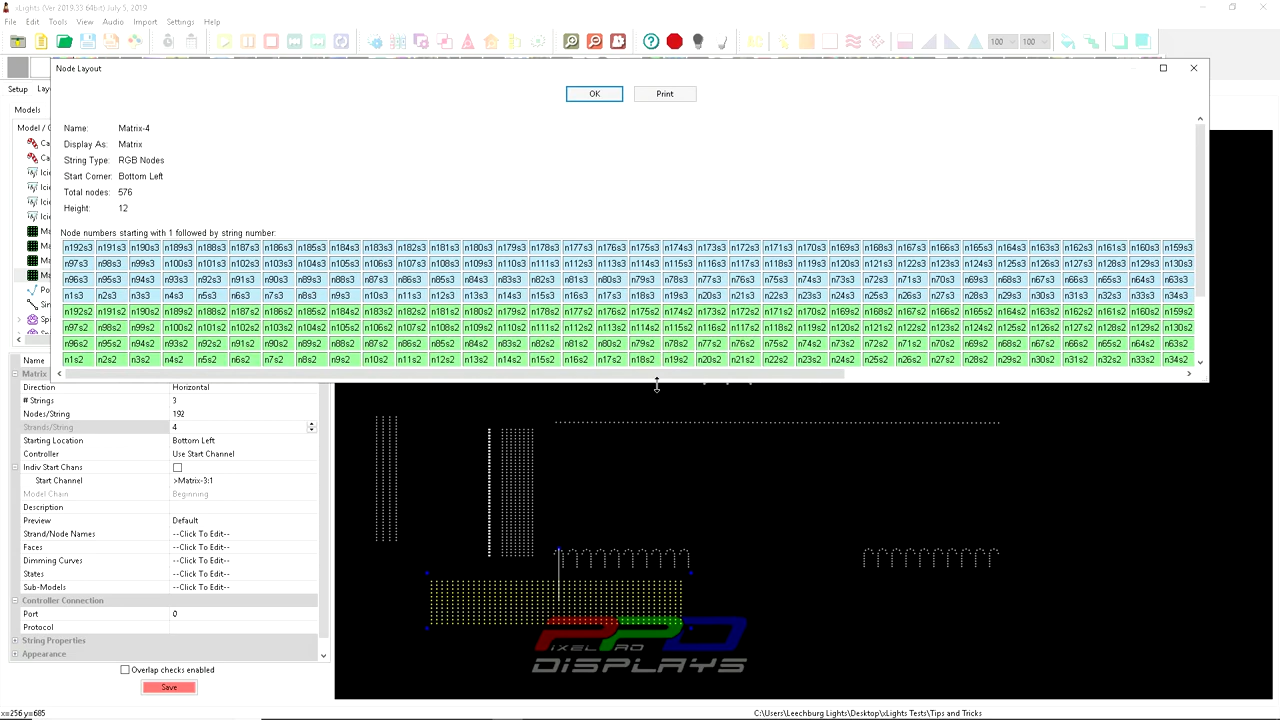 xLights (Ver 2019.33 64bit) July 5, 2019
File Edit Tools View Audio Import Settings Help
100 100
Node Layout
OK Print
Setup Lay
Models
Model / G
Ca
Ca
Icie
Icie
Icie
Ma
Ma
Ma
Ma
Po
Sin
Sp
Name: Matrix-4
Display As: Matrix
String Type: RGB Nodes
Start Corner: Bottom Left
Total nodes: 576
Height: 12
Node numbers starting with 1 followed by string number:
n192s3 n191s3 n190s3 n189s3 n188s3 n187s3 n186s3 n185s3 n184s3 n183s3 n182s3 n181s3 n180s3 n179s3 n178s3 n177s3 n176s3 n175s3 n174s3 n173s3 n172s3 n171s3 n170s3 n169s3 n168s3 n167s3 n166s3 n165s3 n164s3 n163s3 n162s3 n161s3 n160s3 n159s3
n97s3 n98s3 n99s3 n100s3 n101s3 n102s3 n103s3 n104s3 n105s3 n106s3 n107s3 n108s3 n109s3 n110s3 n111s3 n112s3 n113s3 n114s3 n115s3 n116s3 n117s3 n118s3 n119s3 n120s3 n121s3 n122s3 n123s3 n124s3 n125s3 n126s3 n127s3 n128s3 n129s3 n130s3
n96s3 n95s3 n94s3 n93s3 n92s3 n91s3 n90s3 n89s3 n88s3 n87s3 n86s3 n85s3 n84s3 n83s3 n82s3 n81s3 n80s3 n79s3 n78s3 n77s3 n76s3 n75s3 n74s3 n73s3 n72s3 n71s3 n70s3 n69s3 n68s3 n67s3 n66s3 n65s3 n64s3 n63s3
n1s3 n2s3 n3s3 n4s3 n5s3 n6s3 n7s3 n8s3 n9s3 n10s3 n11s3 n12s3 n13s3 n14s3 n15s3 n16s3 n17s3 n18s3 n19s3 n20s3 n21s3 n22s3 n23s3 n24s3 n25s3 n26s3 n27s3 n28s3 n29s3 n30s3 n31s3 n32s3 n33s3 n34s3
n192s2 n191s2 n190s2 n189s2 n188s2 n187s2 n186s2 n185s2 n184s2 n183s2 n182s2 n181s2 n180s2 n179s2 n178s2 n177s2 n176s2 n175s2 n174s2 n173s2 n172s2 n171s2 n170s2 n169s2 n168s2 n167s2 n166s2 n165s2 n164s2 n163s2 n162s2 n161s2 n160s2 n159s2
n97s2 n98s2 n99s2 n100s2 n101s2 n102s2 n103s2 n104s2 n105s2 n106s2 n107s2 n108s2 n109s2 n110s2 n111s2 n112s2 n113s2 n114s2 n115s2 n116s2 n117s2 n118s2 n119s2 n120s2 n121s2 n122s2 n123s2 n124s2 n125s2 n126s2 n127s2 n128s2 n129s2 n130s2
n96s2 n95s2 n94s2 n93s2 n92s2 n91s2 n90s2 n89s2 n88s2 n87s2 n86s2 n85s2 n84s2 n83s2 n82s2 n81s2 n80s2 n79s2 n78s2 n77s2 n76s2 n75s2 n74s2 n73s2 n72s2 n71s2 n70s2 n69s2 n68s2 n67s2 n66s2 n65s2 n64s2 n63s2
n1s2 n2s2 n3s2 n4s2 n5s2 n6s2 n7s2 n8s2 n9s2 n10s2 n11s2 n12s2 n13s2 n14s2 n15s2 n16s2 n17s2 n18s2 n19s2 n20s2 n21s2 n22s2 n23s2 n24s2 n25s2 n26s2 n27s2 n28s2 n29s2 n30s2 n31s2 n32s2 n33s2 n34s2
Name
Matrix
Direction Horizontal
# Strings 3
Nodes/String 192
Strands/String 4
Starting Location Bottom Left
Controller Use Start Channel
Indiv Start Chans
Start Channel >Matrix-3:1
Model Chain Beginning
Description
Preview Default
Strand/Node Names --Click To Edit--
Faces --Click To Edit--
Dimming Curves --Click To Edit--
States --Click To Edit--
Sub-Models --Click To Edit--
Controller Connection
Port 0
Protocol
String Properties
Appearance
Overlap checks enabled
Save
PPD
PIXEL PRO
DISPLAYS
x=256 y=685
C:\Users\Leechburg Lights\Desktop\xLights Tests\Tips and Tricks